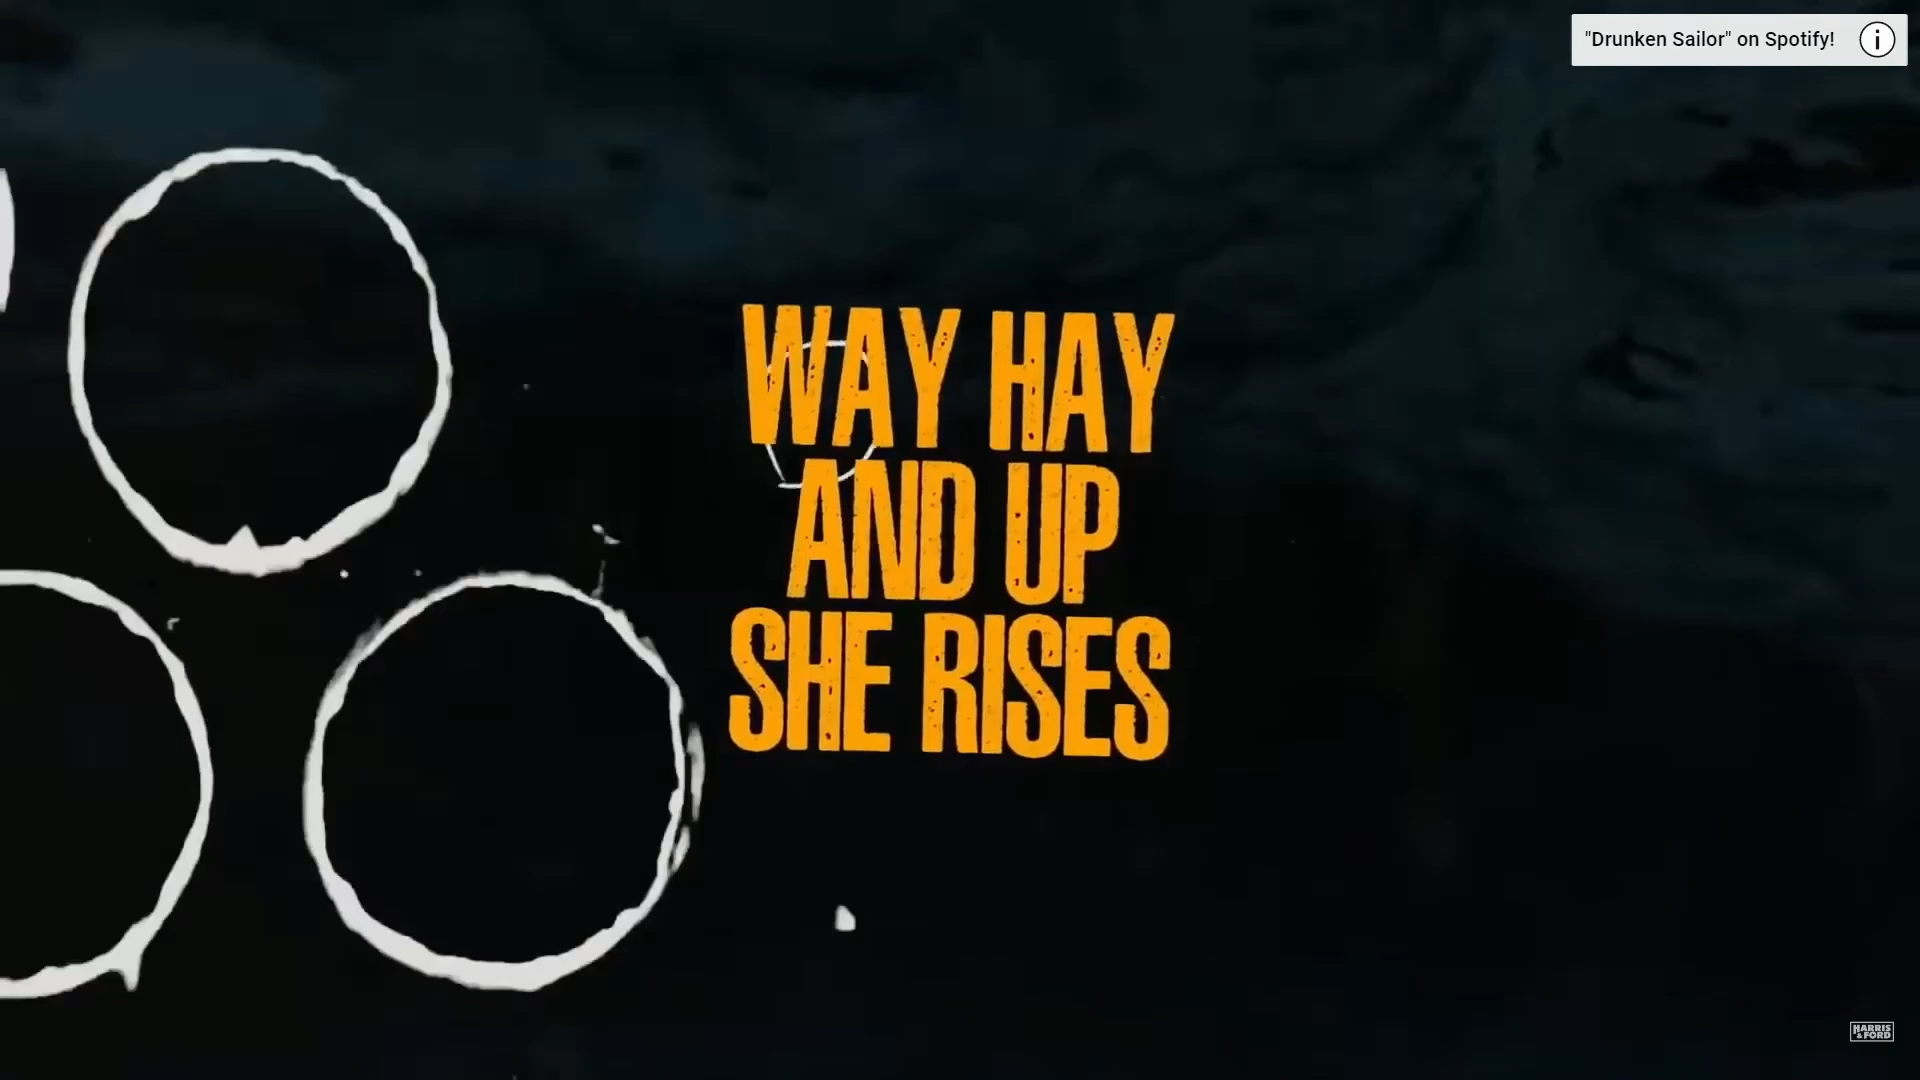 "Drunken Sailor" on Spotify!
WAY HAY
AND UP
SHE RISES
HARRIS
& FORD